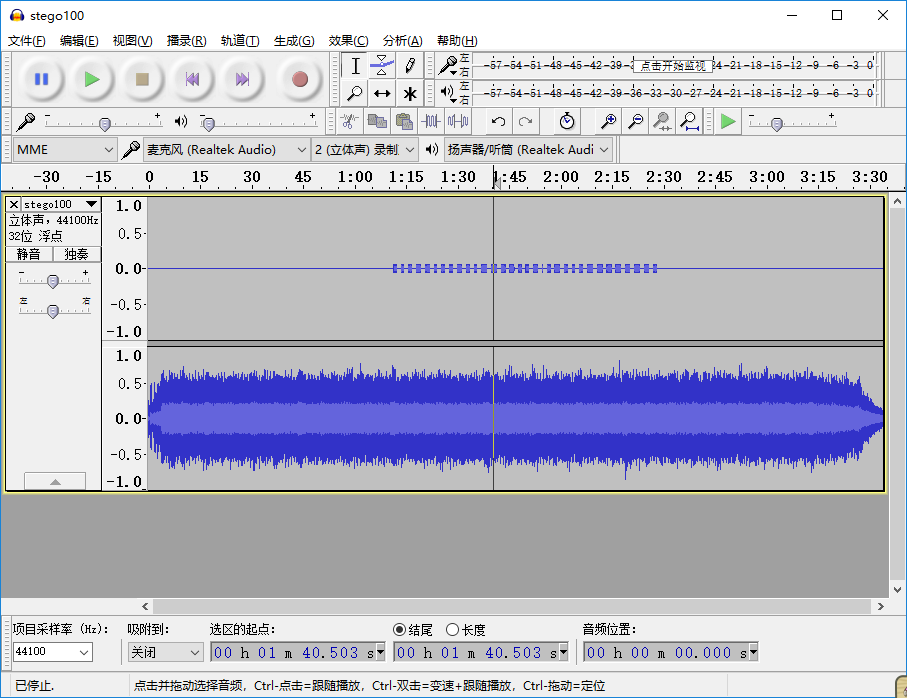 stego100
文件(F) 编辑(E) 视图(V) 播录(R) 轨道(T) 生成(G) 效果(C) 分析(A) 帮助(H)
左 右 -57-54-51-48-45-42-39- 点击开始监视 24-21-18-15-12 -9 -6 -3 0
左 右 -57-54-51-48-45-42-39-36-33-30-27-24-21-18-15-12 -9 -6 -3 0
- + - + - +
MME 麦克风 (Realtek Audio) 2 (立体声) 录制 扬声器/听筒 (Realtek Audi
-30 -15 0 15 30 45 1:00 1:15 1:30 1:45 2:00 2:15 2:30 2:45 3:00 3:15 3:30
stego100 1.0
立体声，44100Hz
32位 浮点 0.5-
静音 独奏
- + 0.0-
左 右 -0.5-
-1.0
1.0
0.5-
0.0-
-0.5-
-1.0
项目采样率 (Hz)： 吸附到： 选区的起点： 结尾 长度 音频位置：
44100 关闭 00 h 01 m 40.503 s 00 h 01 m 40.503 s 00 h 00 m 00.000 s
已停止. 点击并拖动选择音频，Ctrl-点击=跟随播放，Ctrl-双击=变速+跟随播放，Ctrl-拖动=定位